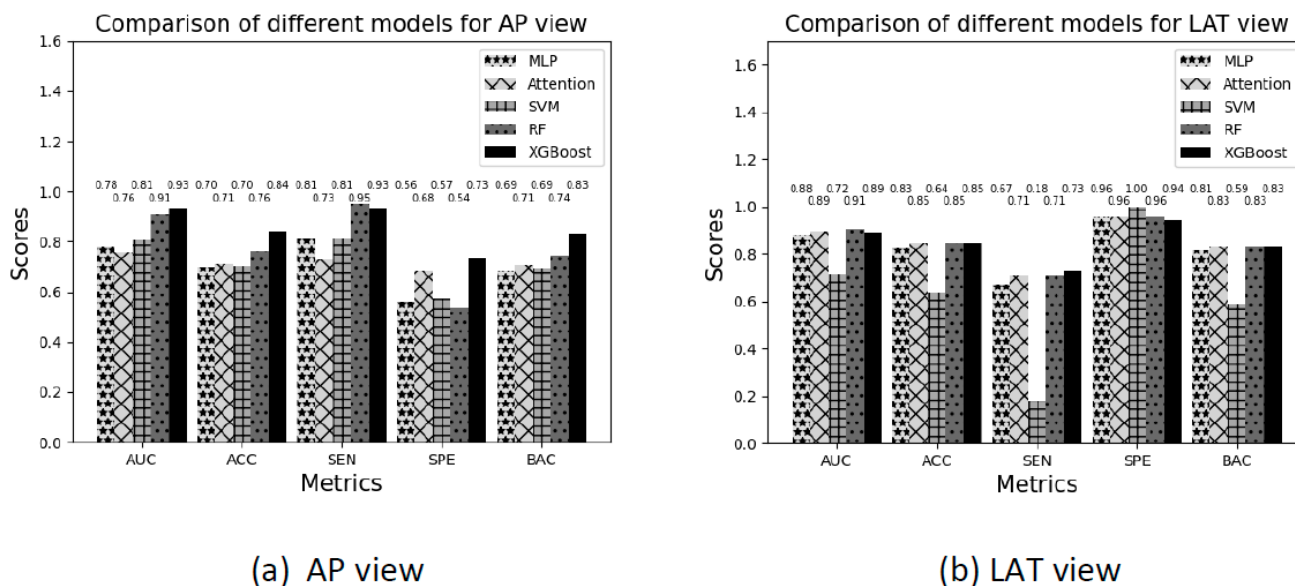 Comparison of different models for AP view
1.6
1.4
1.2
1.0
0.8
0.6
0.4
0.2
0.0
Scores
MLP
Attention
SVM
RF
XGBoost
0.78 0.81 0.93 0.70 0.70 0.84 0.81 0.81 0.93 0.56 0.57 0.73 0.69 0.69 0.83
0.76 0.91 0.71 0.76 0.73 0.95 0.68 0.54 0.71 0.74
AUC ACC SEN SPE BAC
Metrics
(a) AP view
Comparison of different models for LAT view
1.6
1.4
1.2
1.0
0.8
0.6
0.4
0.2
0.0
Scores
MLP
Attention
SVM
RF
XGBoost
0.88 0.72 0.89 0.83 0.64 0.85 0.67 0.18 0.73 0.96 1.00 0.94 0.81 0.59 0.83
0.89 0.91 0.85 0.85 0.71 0.71 0.96 0.96 0.83 0.83
AUC ACC SEN SPE BAC
Metrics
(b) LAT view